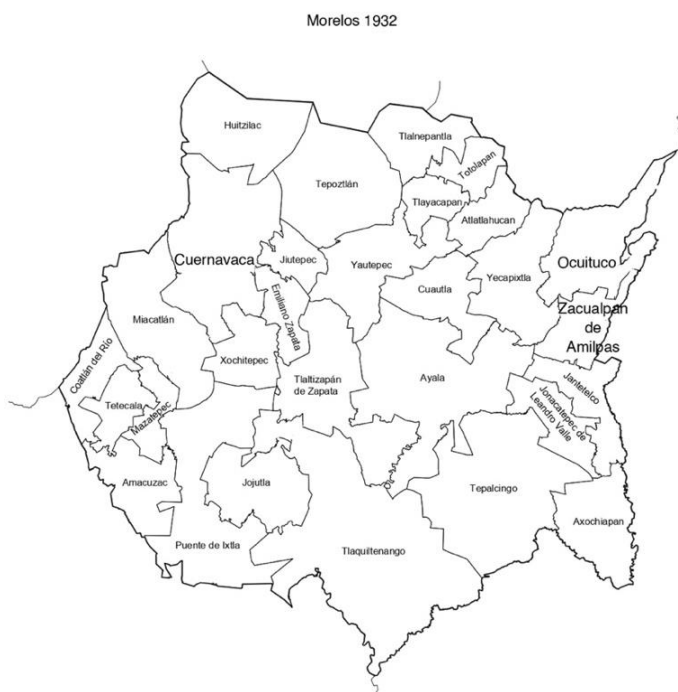 Morelos 1932
Huitzilac
Tlalnepantla
Totolapan
Tepoztlán
Tlayacapan
Atlatlahucan
Cuernavaca
Jiutepec
Yautepec
Ocuituco
Yecapixtla
Cuautla
Emiliano Zapata
Zacualpan
de
Amilpas
Miacatlán
Coatlán del Río
Xochitepec
Tlaltizapán
de Zapata
Ayala
Jantetelco
Jonacatepec de
Leandro Valle
Tetecala
Mazatepec
Amacuzac
Jojutla
Tepalcingo
Axochiapan
Puente de Ixtla
Tlaquiltenango